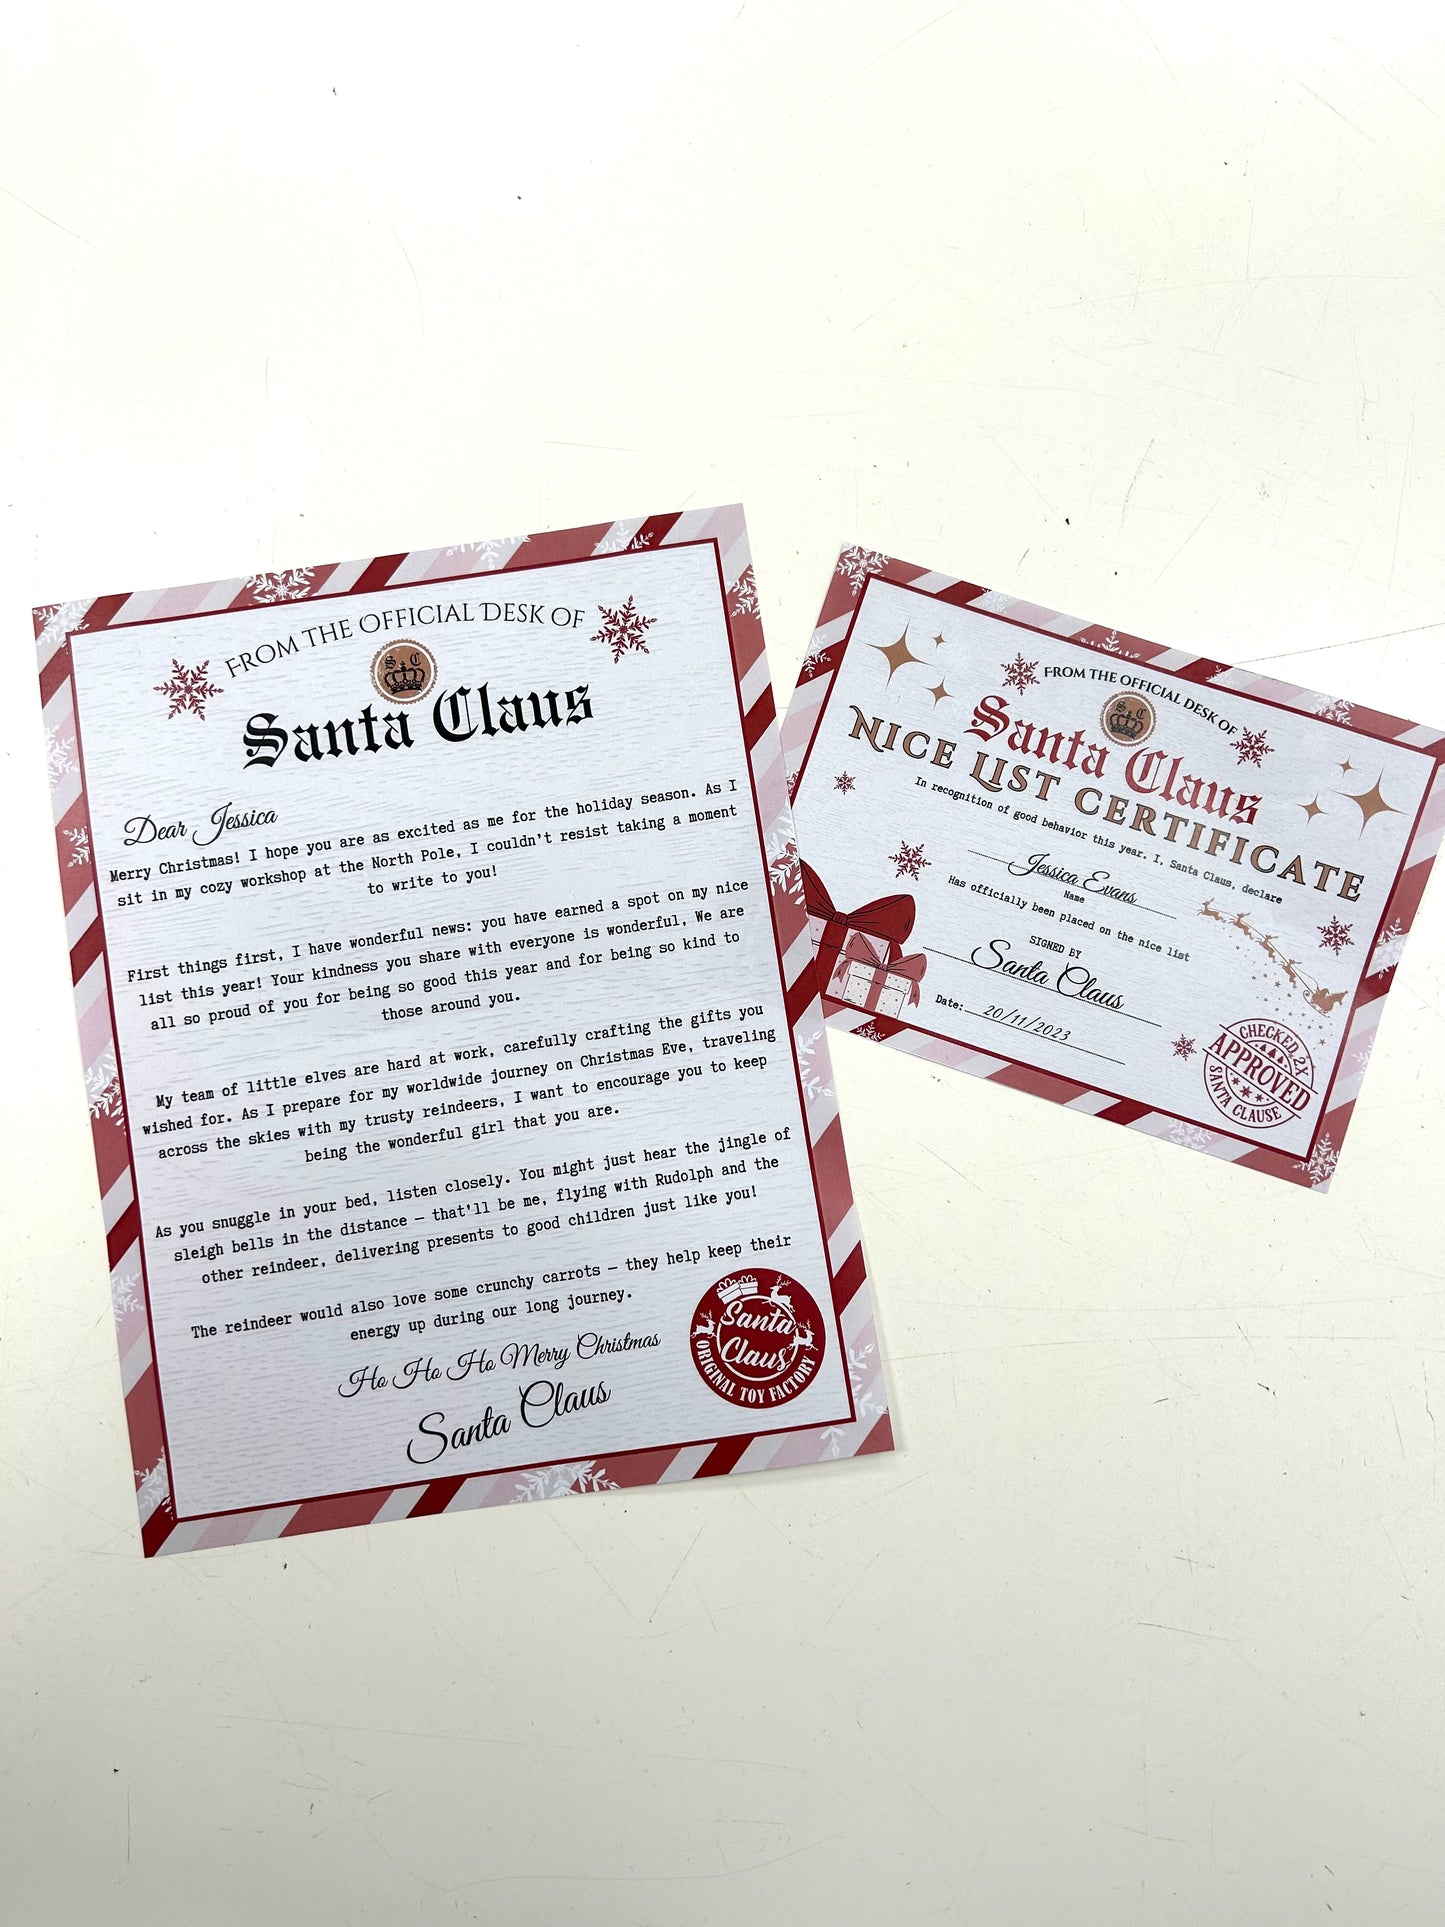 FROM THE OFFICIAL DESK OF
S C
Santa Claus
Dear Jessica
Merry Christmas! I hope you are as excited as me for the holiday season. As I
sit in my cozy workshop at the North Pole, I couldn't resist taking a moment
to write to you!
First things first, I have wonderful news: you have earned a spot on my nice
list this year! Your kindness you share with everyone is wonderful, We are
all so proud of you for being so good this year and for being so kind to
those around you.
My team of little elves are hard at work, carefully crafting the gifts you
wished for. As I prepare for my worldwide journey on Christmas Eve, traveling
across the skies with my trusty reindeers, I want to encourage you to keep
being the wonderful girl that you are.
As you snuggle in your bed, listen closely. You might just hear the jingle of
sleigh bells in the distance — that'll be me, flying with Rudolph and the
other reindeer, delivering presents to good children just like you!
The reindeer would also love some crunchy carrots — they help keep their
energy up during our long journey.
Ho Ho Ho Merry Christmas
Santa Claus
Santa
Claus
ORIGINAL TOY FACTORY
FROM THE OFFICIAL DESK OF
S C
Santa Claus
NICE LIST CERTIFICATE
In recognition of good behavior this year. I, Santa Claus, declare
Jessica Evans
Name
Has officially been placed on the nice list
SIGNED BY
Santa Claus
Date: 20/11/2023
CHECKED 2X
APPROVED
SANTA CLAUSE